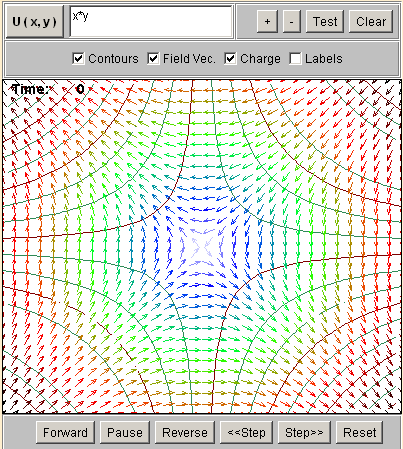 U(x,y) x*y + - Test Clear
Contours Field Vec. Charge Labels
Time: 0
Forward Pause Reverse <<Step Step>> Reset